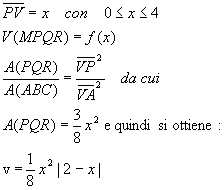 PV = x con 0 ≤ x ≤ 4
V(MPQR) = f(x)
A(PQR)/A(ABC) = VP²/VA² da cui
A(PQR) = 3/8 x² e quindi si ottiene :
v = 1/8 x² | 2 − x |